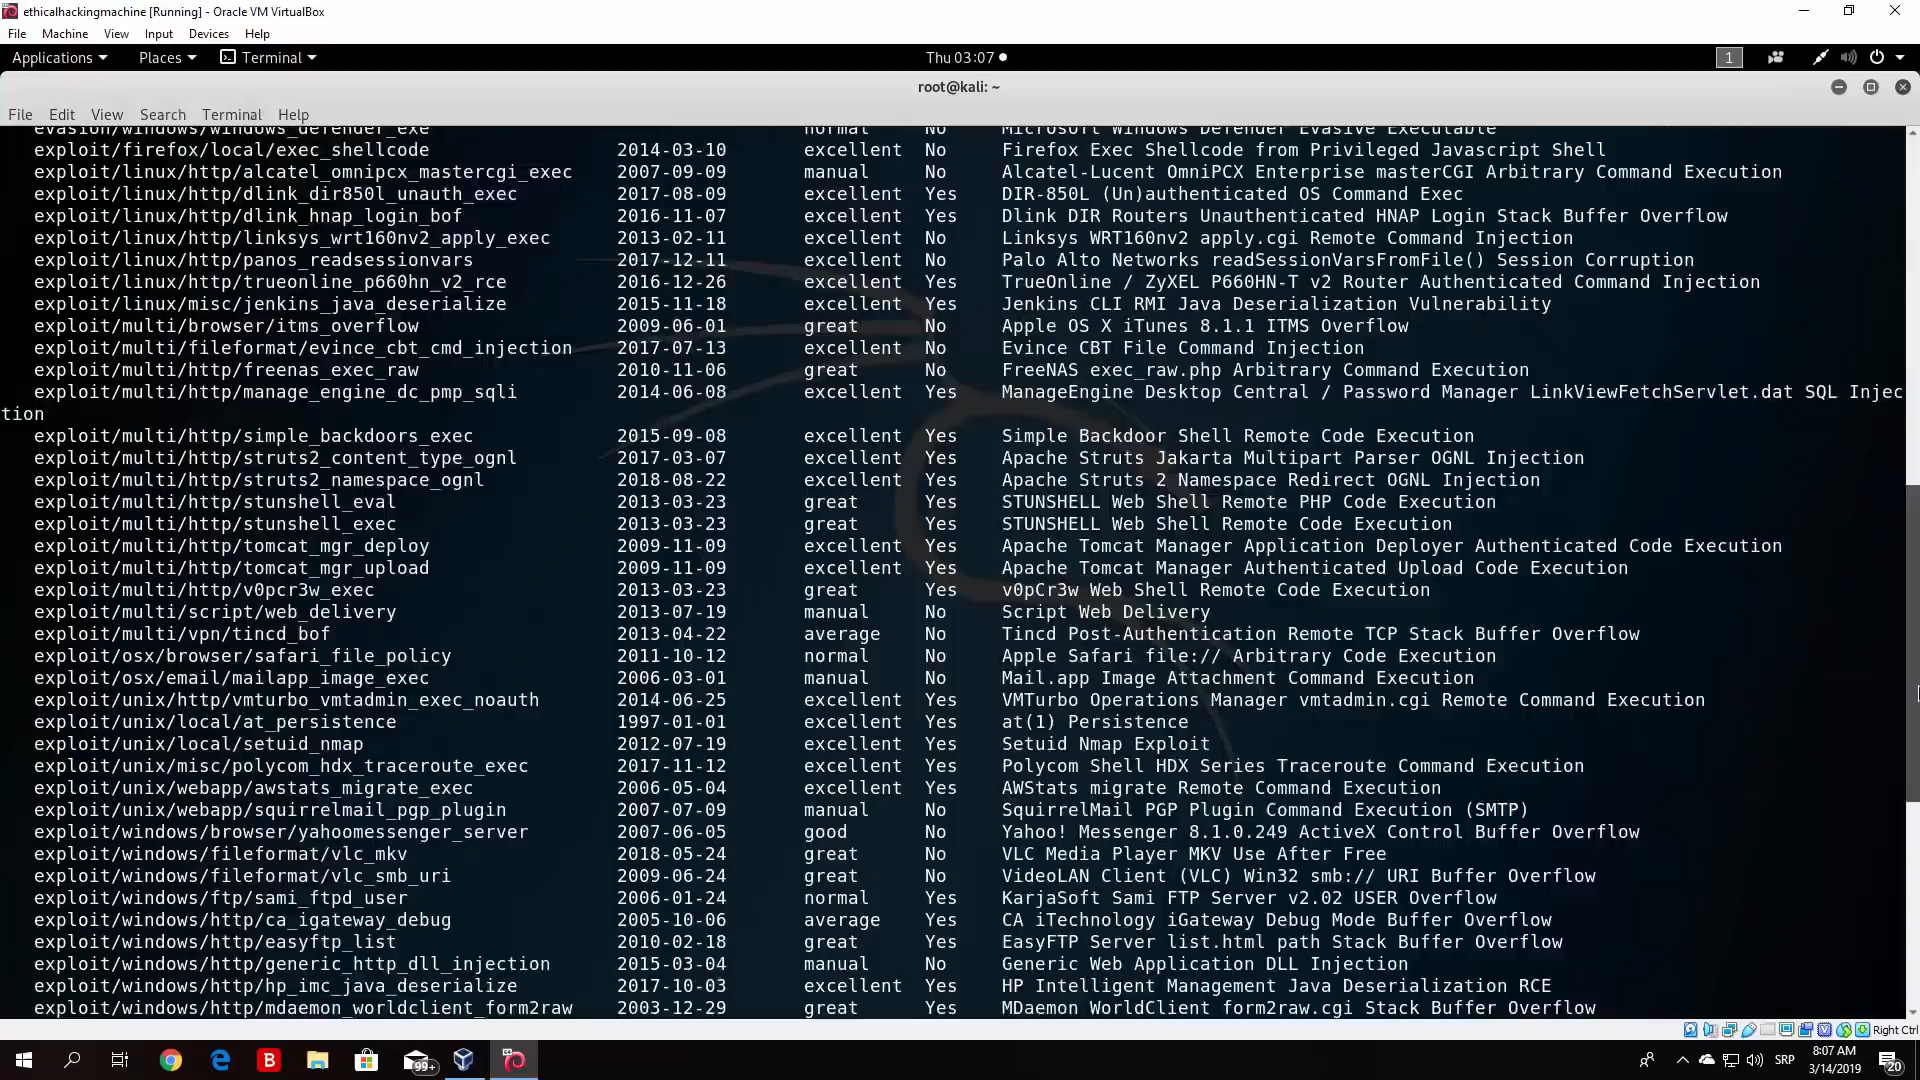 ethicalhackingmachine [Running] - Oracle VM VirtualBox
File Machine View Input Devices Help
Applications Places Terminal Thu 03:07 1
root@kali: ~
File Edit View Search Terminal Help
evasion/windows/windows_defender_exe normal No Microsoft Windows Defender Evasive Executable
exploit/firefox/local/exec_shellcode 2014-03-10 excellent No Firefox Exec Shellcode from Privileged Javascript Shell
exploit/linux/http/alcatel_omnipcx_mastercgi_exec 2007-09-09 manual No Alcatel-Lucent OmniPCX Enterprise masterCGI Arbitrary Command Execution
exploit/linux/http/dlink_dir850l_unauth_exec 2017-08-09 excellent Yes DIR-850L (Un)authenticated OS Command Exec
exploit/linux/http/dlink_hnap_login_bof 2016-11-07 excellent Yes Dlink DIR Routers Unauthenticated HNAP Login Stack Buffer Overflow
exploit/linux/http/linksys_wrt160nv2_apply_exec 2013-02-11 excellent No Linksys WRT160nv2 apply.cgi Remote Command Injection
exploit/linux/http/panos_readsessionvars 2017-12-11 excellent No Palo Alto Networks readSessionVarsFromFile() Session Corruption
exploit/linux/http/trueonline_p660hn_v2_rce 2016-12-26 excellent Yes TrueOnline / ZyXEL P660HN-T v2 Router Authenticated Command Injection
exploit/linux/misc/jenkins_java_deserialize 2015-11-18 excellent Yes Jenkins CLI RMI Java Deserialization Vulnerability
exploit/multi/browser/itms_overflow 2009-06-01 great No Apple OS X iTunes 8.1.1 ITMS Overflow
exploit/multi/fileformat/evince_cbt_cmd_injection 2017-07-13 excellent No Evince CBT File Command Injection
exploit/multi/http/freenas_exec_raw 2010-11-06 great No FreeNAS exec_raw.php Arbitrary Command Execution
exploit/multi/http/manage_engine_dc_pmp_sqli 2014-06-08 excellent Yes ManageEngine Desktop Central / Password Manager LinkViewFetchServlet.dat SQL Injec
tion
exploit/multi/http/simple_backdoors_exec 2015-09-08 excellent Yes Simple Backdoor Shell Remote Code Execution
exploit/multi/http/struts2_content_type_ognl 2017-03-07 excellent Yes Apache Struts Jakarta Multipart Parser OGNL Injection
exploit/multi/http/struts2_namespace_ognl 2018-08-22 excellent Yes Apache Struts 2 Namespace Redirect OGNL Injection
exploit/multi/http/stunshell_eval 2013-03-23 great Yes STUNSHELL Web Shell Remote PHP Code Execution
exploit/multi/http/stunshell_exec 2013-03-23 great Yes STUNSHELL Web Shell Remote Code Execution
exploit/multi/http/tomcat_mgr_deploy 2009-11-09 excellent Yes Apache Tomcat Manager Application Deployer Authenticated Code Execution
exploit/multi/http/tomcat_mgr_upload 2009-11-09 excellent Yes Apache Tomcat Manager Authenticated Upload Code Execution
exploit/multi/http/v0pcr3w_exec 2013-03-23 great Yes v0pCr3w Web Shell Remote Code Execution
exploit/multi/script/web_delivery 2013-07-19 manual No Script Web Delivery
exploit/multi/vpn/tincd_bof 2013-04-22 average No Tincd Post-Authentication Remote TCP Stack Buffer Overflow
exploit/osx/browser/safari_file_policy 2011-10-12 normal No Apple Safari file:// Arbitrary Code Execution
exploit/osx/email/mailapp_image_exec 2006-03-01 manual No Mail.app Image Attachment Command Execution
exploit/unix/http/vmturbo_vmtadmin_exec_noauth 2014-06-25 excellent Yes VMTurbo Operations Manager vmtadmin.cgi Remote Command Execution
exploit/unix/local/at_persistence 1997-01-01 excellent Yes at(1) Persistence
exploit/unix/local/setuid_nmap 2012-07-19 excellent Yes Setuid Nmap Exploit
exploit/unix/misc/polycom_hdx_traceroute_exec 2017-11-12 excellent Yes Polycom Shell HDX Series Traceroute Command Execution
exploit/unix/webapp/awstats_migrate_exec 2006-05-04 excellent Yes AWStats migrate Remote Command Execution
exploit/unix/webapp/squirrelmail_pgp_plugin 2007-07-09 manual No SquirrelMail PGP Plugin Command Execution (SMTP)
exploit/windows/browser/yahoomessenger_server 2007-06-05 good No Yahoo! Messenger 8.1.0.249 ActiveX Control Buffer Overflow
exploit/windows/fileformat/vlc_mkv 2018-05-24 great No VLC Media Player MKV Use After Free
exploit/windows/fileformat/vlc_smb_uri 2009-06-24 great No VideoLAN Client (VLC) Win32 smb:// URI Buffer Overflow
exploit/windows/ftp/sami_ftpd_user 2006-01-24 normal Yes KarjaSoft Sami FTP Server v2.02 USER Overflow
exploit/windows/http/ca_igateway_debug 2005-10-06 average Yes CA iTechnology iGateway Debug Mode Buffer Overflow
exploit/windows/http/easyftp_list 2010-02-18 great Yes EasyFTP Server list.html path Stack Buffer Overflow
exploit/windows/http/generic_http_dll_injection 2015-03-04 manual No Generic Web Application DLL Injection
exploit/windows/http/hp_imc_java_deserialize 2017-10-03 excellent Yes HP Intelligent Management Java Deserialization RCE
exploit/windows/http/mdaemon_worldclient_form2raw 2003-12-29 great Yes MDaemon WorldClient form2raw.cgi Stack Buffer Overflow
Right Ctrl
99+ SRP 8:07 AM
3/14/2019 20